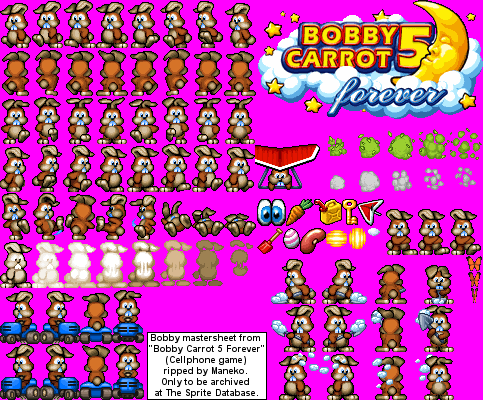 BOBBY
CARROT 5
forever
Bobby mastersheet from
"Bobby Carrot 5 Forever"
(Cellphone game)
ripped by Maneko.
Only to be archived
at The Sprite Database.